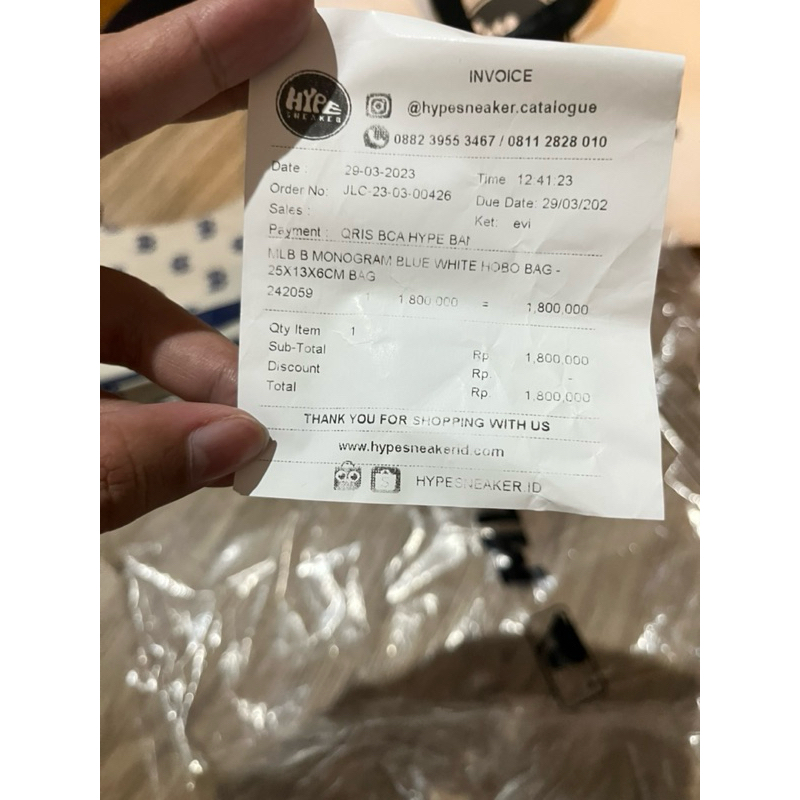 INVOICE
HYPE
SNEAKER
@hypesneaker.catalogue
0882 3955 3467 / 0811 2828 010
Date : 29-03-2023 Time 12:41:23
Order No: JLC-23-03-00426 Due Date: 29/03/202
Sales : Ket: evi
Payment : QRIS BCA HYPE
MLB B MONOGRAM BLUE WHITE HOBO BAG -
25X13X6CM BAG
242059 1 1,800,000 = 1,800,000
Qty Item 1
Sub-Total Rp. 1,800,000
Discount Rp. -
Total Rp. 1,800,000
THANK YOU FOR SHOPPING WITH US
www.hypesneakerid.com
HYPESNEAKER.ID